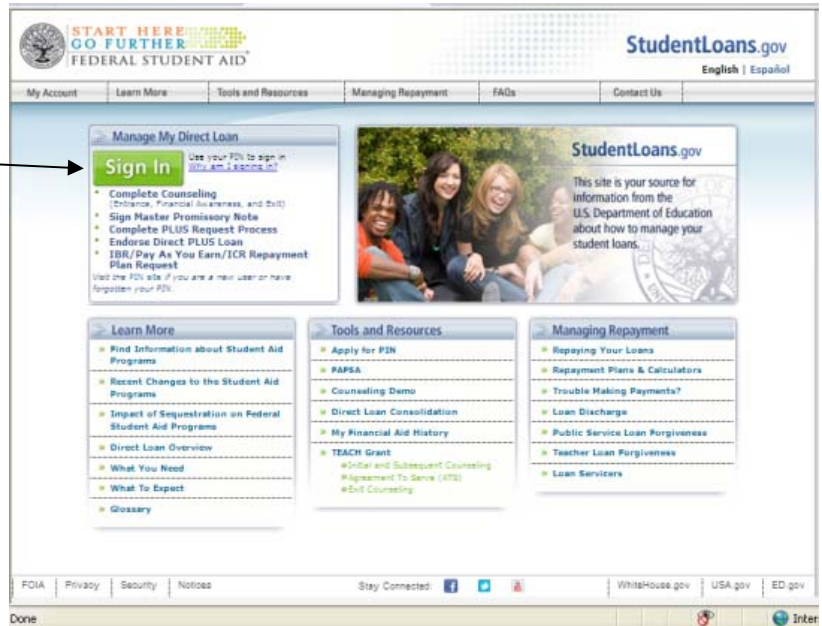 START HERE
GO FURTHER
FEDERAL STUDENT AID
StudentLoans.gov
English | Español
My Account
Learn More
Tools and Resources
Managing Repayment
FAQs
Contact Us
Manage My Direct Loan
Sign In
Use your PIN to sign in
Why am I signing in?
Complete Counseling
(Entrance, Financial Awareness, and Exit)
Sign Master Promissory Note
Complete PLUS Request Process
Endorse Direct PLUS Loan
IBR/Pay As You Earn/ICR Repayment
Plan Request
Visit the PIN site if you are a new user or have
forgotten your PIN.
StudentLoans.gov
This site is your source for
information from the
U.S. Department of Education
about how to manage your
student loans.
Learn More
Find Information about Student Aid
Programs
Recent Changes to the Student Aid
Programs
Impact of Sequestration on Federal
Student Aid Programs
Direct Loan Overview
What You Need
What To Expect
Glossary
Tools and Resources
Apply for PIN
FAFSA
Counseling Demo
Direct Loan Consolidation
My Financial Aid History
TEACH Grant
Initial and Subsequent Counseling
Agreement To Serve (ATS)
Exit Counseling
Managing Repayment
Repaying Your Loans
Repayment Plans & Calculators
Trouble Making Payments?
Loan Discharge
Public Service Loan Forgiveness
Teacher Loan Forgiveness
Loan Servicers
FOIA
Privacy
Security
Notices
Stay Connected:
WhiteHouse.gov
USA.gov
ED.gov
Done
Inter